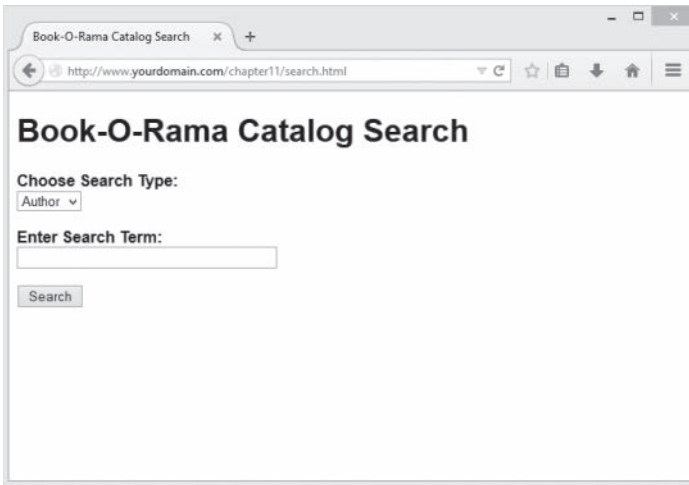 Book-O-Rama Catalog Search
http://www.yourdomain.com/chapter11/search.html
Book-O-Rama Catalog Search
Choose Search Type:
Author
Enter Search Term:
Search